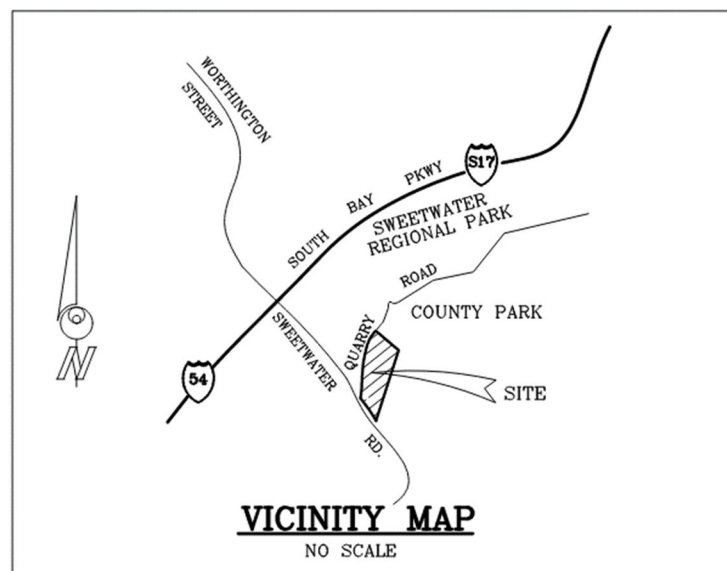 WORTHINGTON
STREET
S17
SOUTH BAY PKWY
SWEETWATER
REGIONAL PARK
QUARRY ROAD
COUNTY PARK
SWEETWATER RD.
54
SITE
N
VICINITY MAP
NO SCALE